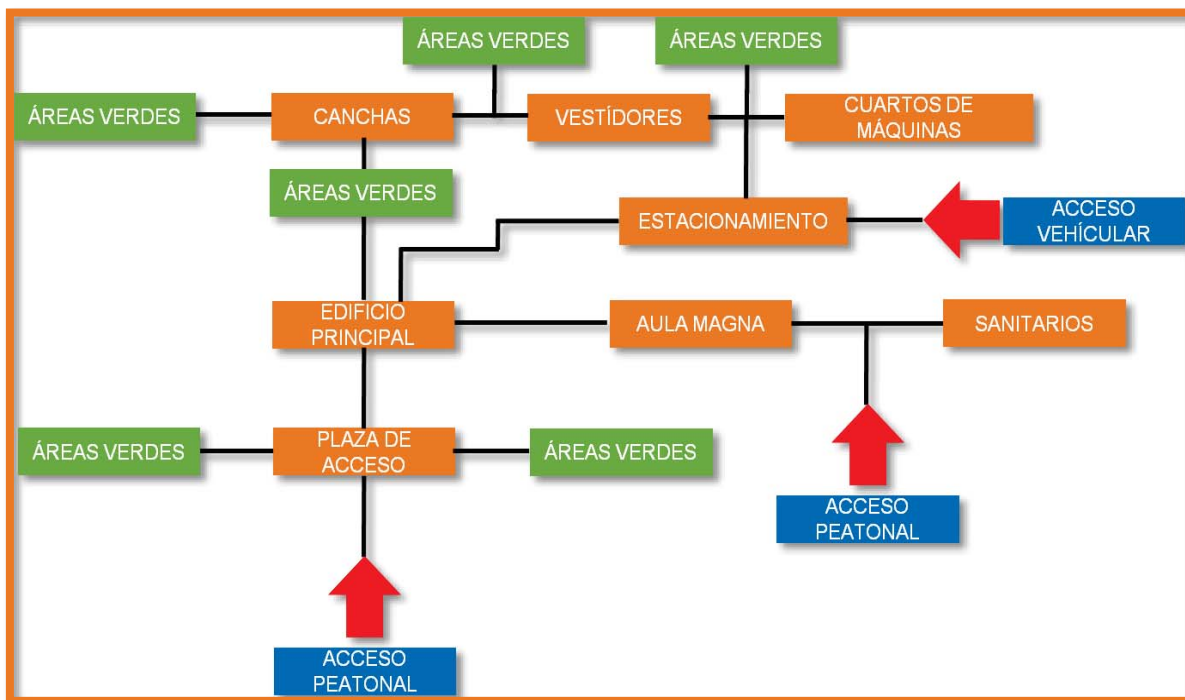 ÁREAS VERDES
ÁREAS VERDES
ÁREAS VERDES
CANCHAS
VESTÍDORES
CUARTOS DE
MÁQUINAS
ÁREAS VERDES
ESTACIONAMIENTO
ACCESO
VEHÍCULAR
EDIFICIO
PRINCIPAL
AULA MAGNA
SANITARIOS
ÁREAS VERDES
PLAZA DE
ACCESO
ÁREAS VERDES
ACCESO
PEATONAL
ACCESO
PEATONAL